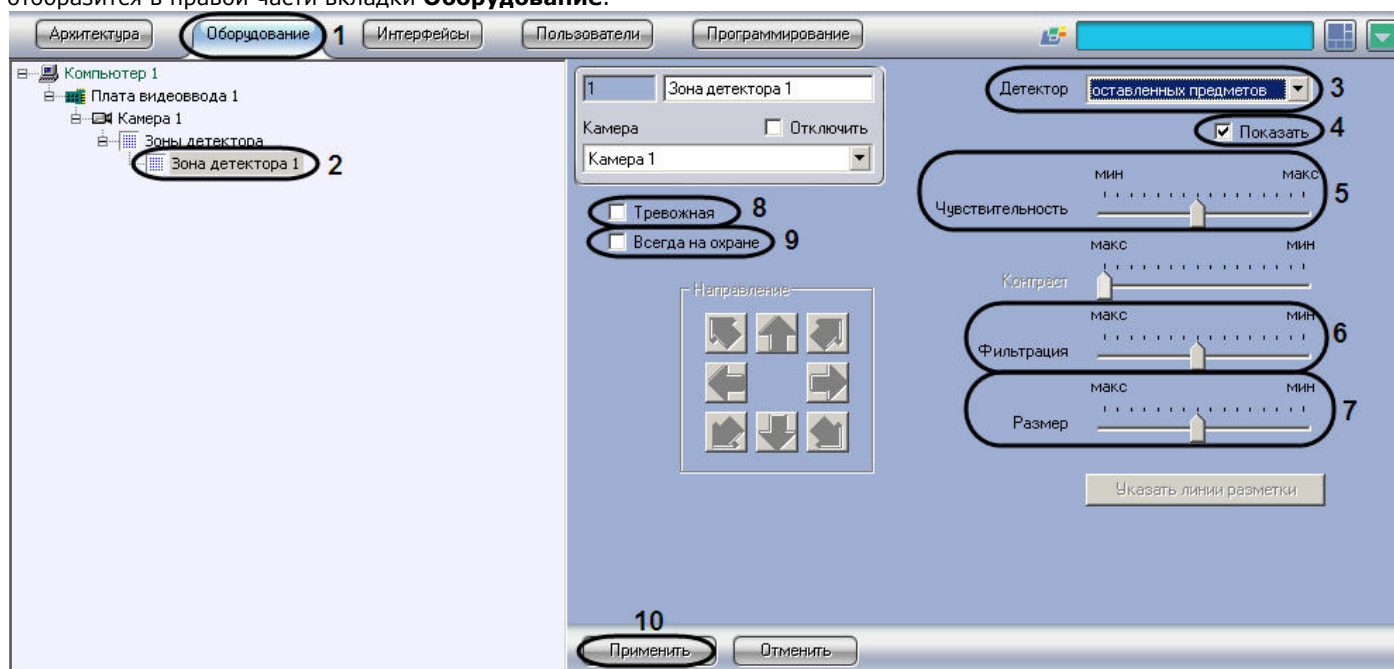 отобразится в правой части вкладки Оборудование.
Архитектура
Оборудование
1
Интерфейсы
Пользователи
Программирование
Компьютер 1
Плата видеоввода 1
Камера 1
Зоны детектора
Зона детектора 1
2
1
Зона детектора 1
Камера
Отключить
Камера 1
Тревожная
8
Всегда на охране
9
Направление
Детектор
оставленных предметов
3
Показать
4
мин
макс
Чувствительность
5
макс
мин
Контраст
макс
мин
Фильтрация
6
макс
мин
Размер
7
Указать линии разметки
10
Применить
Отменить